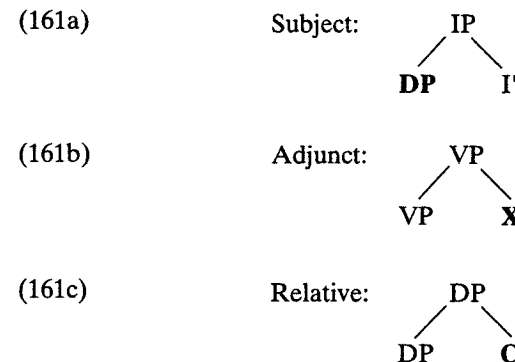 (161a) Subject: IP
DP I'
(161b) Adjunct: VP
VP X
(161c) Relative: DP
DP